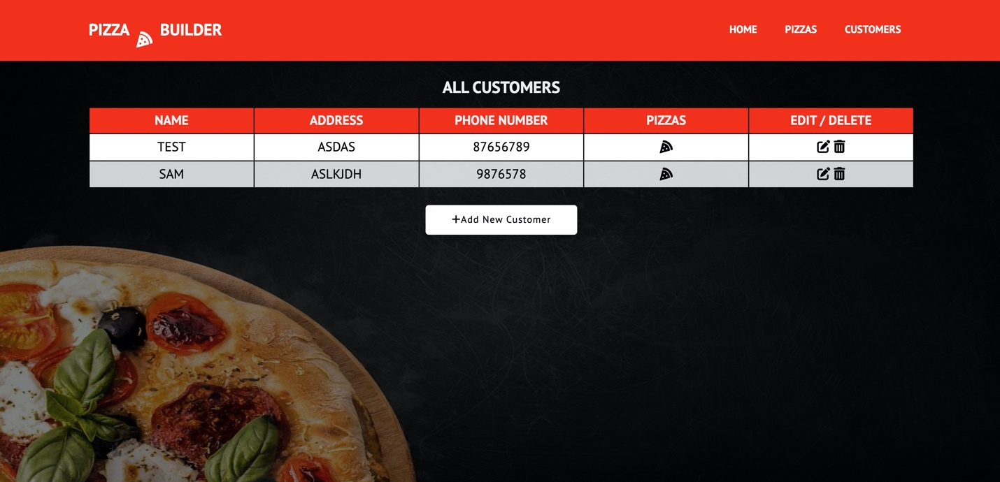 PIZZA BUILDER
HOME PIZZAS CUSTOMERS
ALL CUSTOMERS
NAME ADDRESS PHONE NUMBER PIZZAS EDIT / DELETE
TEST ASDAS 87656789
SAM ASLKJDH 9876578
+Add New Customer